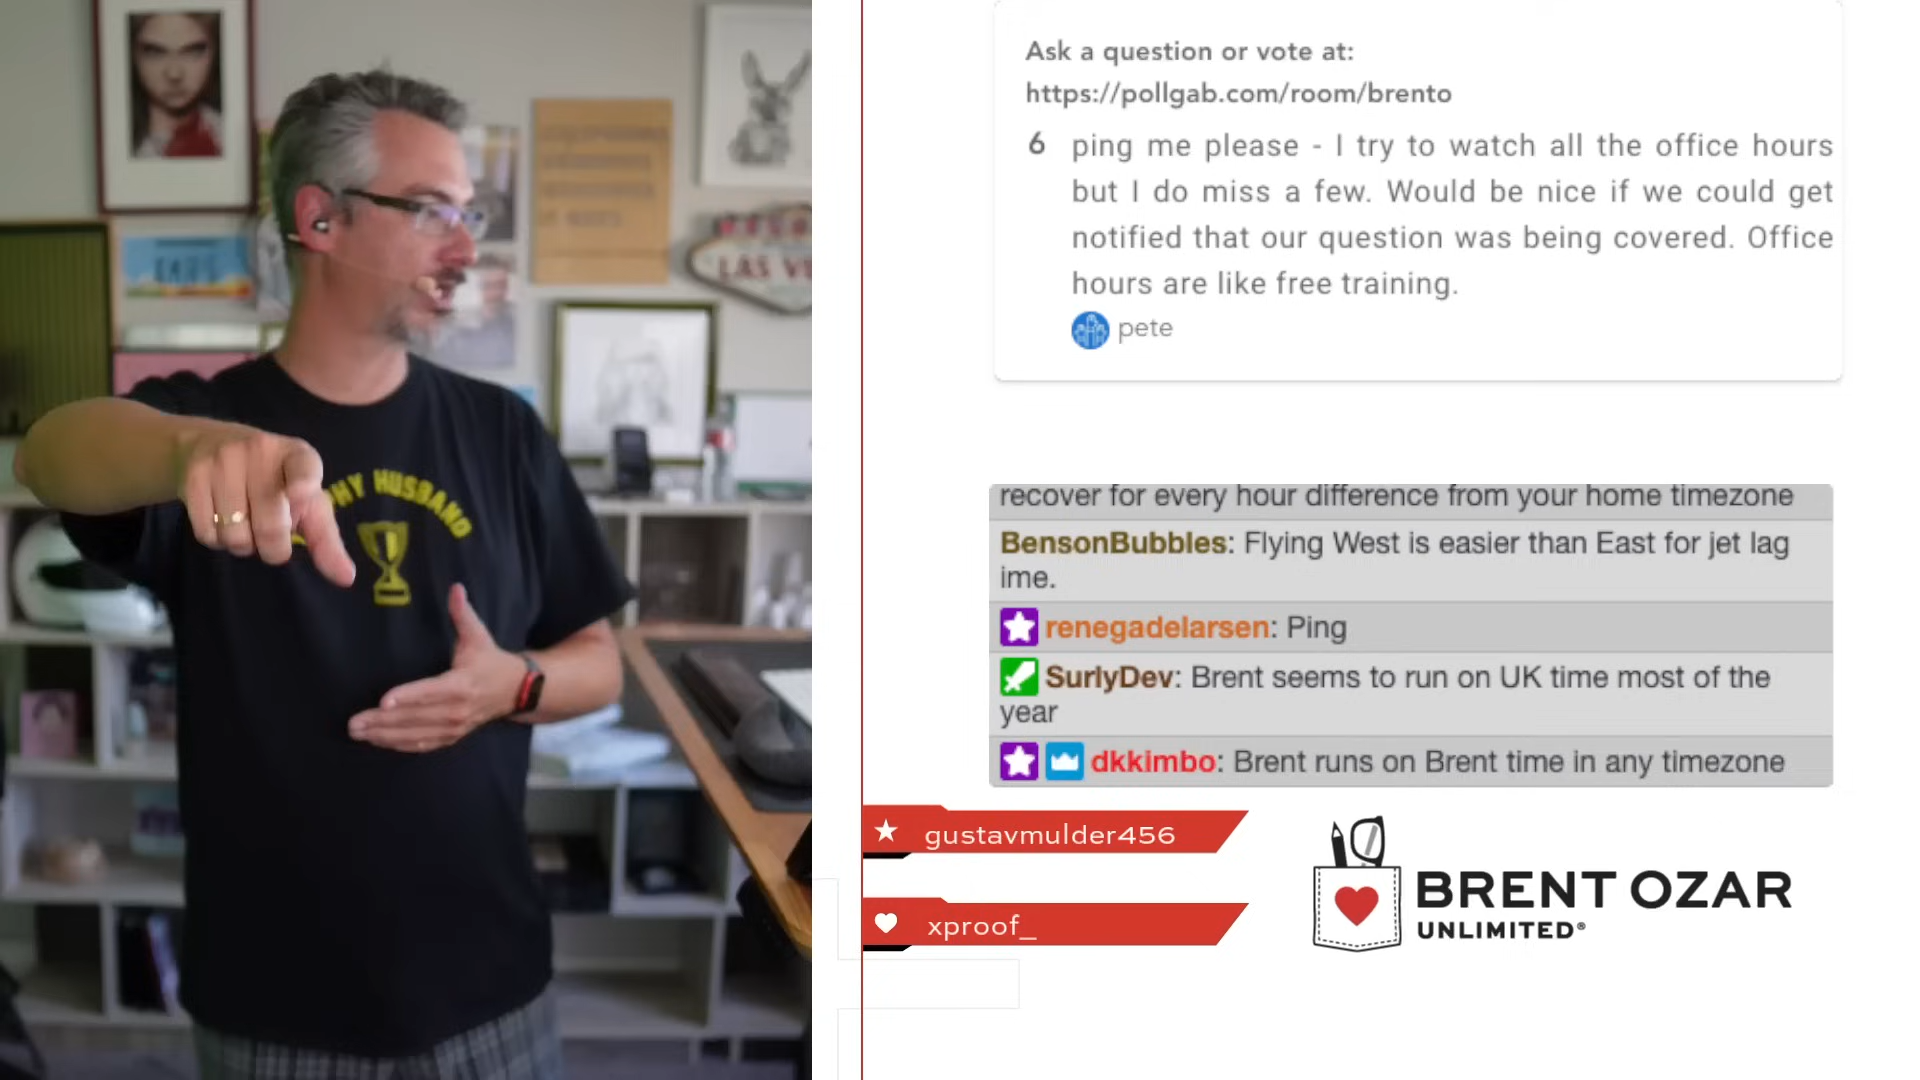 Ask a question or vote at:
https://pollgab.com/room/brento
6 ping me please - I try to watch all the office hours
but I do miss a few. Would be nice if we could get
notified that our question was being covered. Office
hours are like free training.
pete
recover for every hour difference from your home timezone
BensonBubbles: Flying West is easier than East for jet lag
ime.
renegadelarsen: Ping
SurlyDev: Brent seems to run on UK time most of the
year
dkkimbo: Brent runs on Brent time in any timezone
gustavmulder456
xproof_
BRENT OZAR
UNLIMITED®
HUSBAND
LAS VE